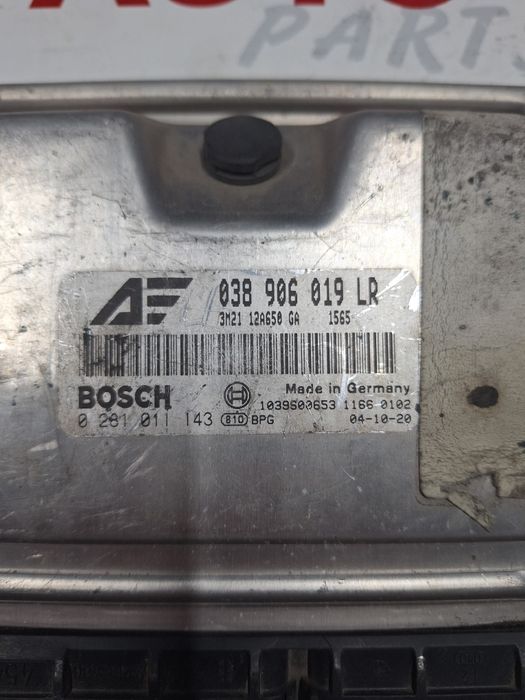 PARTS
038 906 019 LR
3M21 12A650 GA 1565
BOSCH
Made in Germany
1039S00653 1166 0102
0 281 011 143 810 BPG
04-10-20